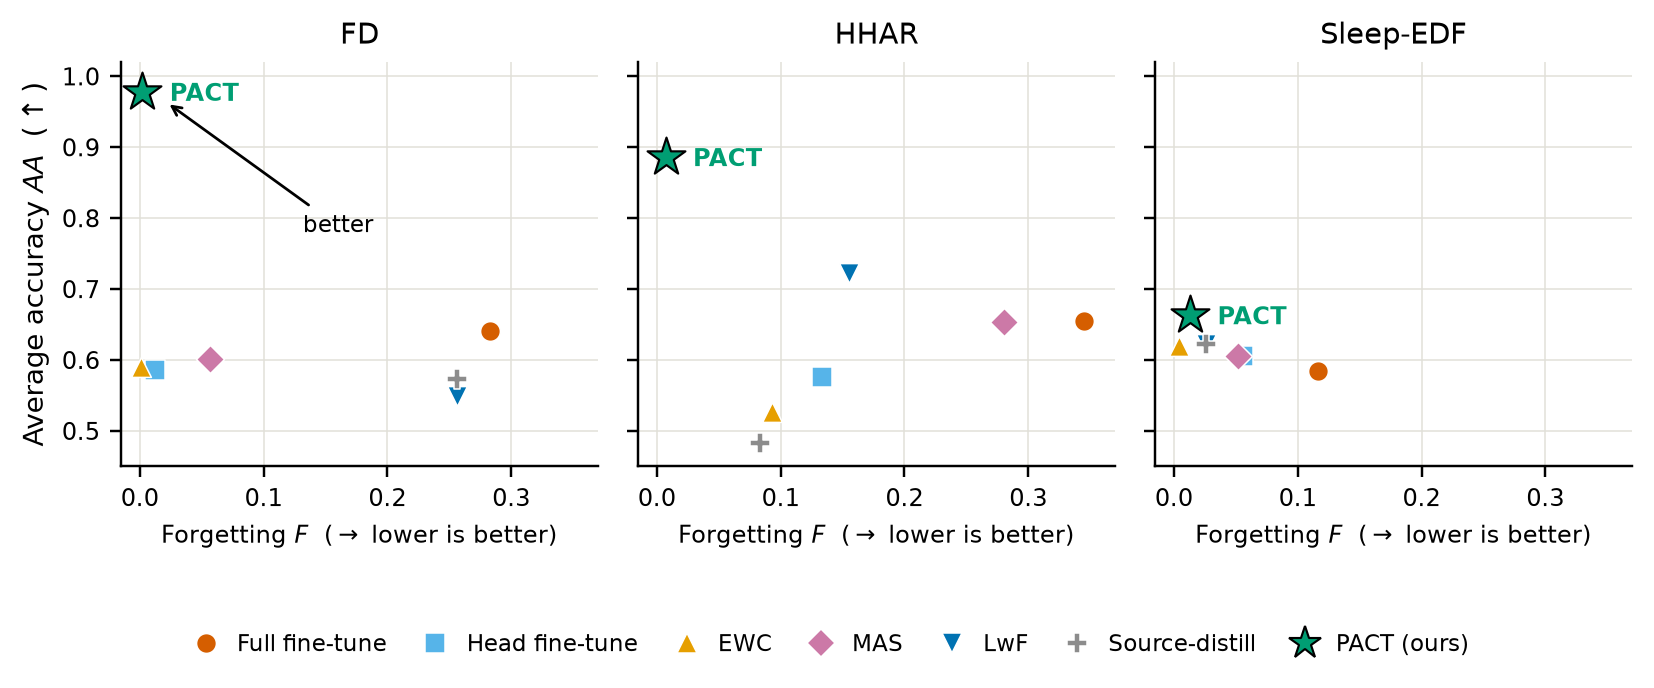 FD
HHAR
Sleep-EDF
Average accuracy AA (↑)
1.0
0.9
0.8
0.7
0.6
0.5
PACT
better
PACT
PACT
0.0 0.1 0.2 0.3
0.0 0.1 0.2 0.3
0.0 0.1 0.2 0.3
Forgetting F (→ lower is better)
Forgetting F (→ lower is better)
Forgetting F (→ lower is better)
Full fine-tune Head fine-tune EWC MAS LwF Source-distill PACT (ours)